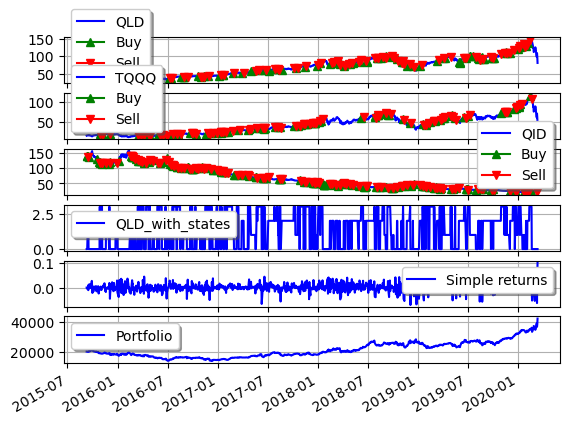 QLD
Buy
Sell
150
100
50
TQQQ
Buy
Sell
100
50
QID
Buy
Sell
150
100
50
QLD_with_states
2.5
0.0
Simple returns
0.1
0.0
Portfolio
40000
20000
2015-07
2016-01
2016-07
2017-01
2017-07
2018-01
2018-07
2019-01
2019-07
2020-01